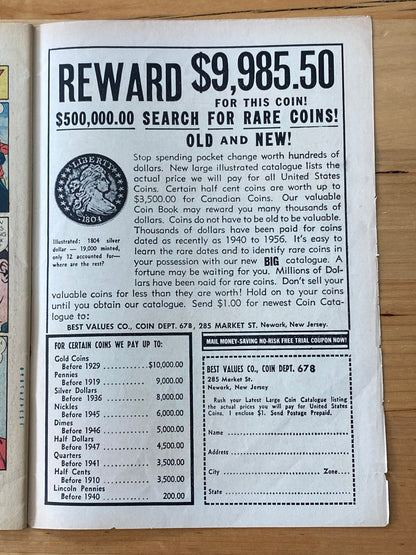 REWARD $9,985.50
FOR THIS COIN!
$500,000.00 SEARCH FOR RARE COINS!
OLD AND NEW!
LIBERTY
1804
Illustrated: 1804 silver
dollar — 19,000 minted,
only 12 accounted for—
where are the rest?
Stop spending pocket change worth hundreds of
dollars. New large illustrated catalogue lists the
actual price we will pay for all United States
Coins. Certain half cent coins are worth up to
$3,500.00 for Canadian Coins. Our valuable
Coin Book may reward you many thousands of
dollars. Coins do not have to be old to be valuable.
Thousands of dollars have been paid for coins
dated as recently as 1940 to 1956. It's easy to
learn the rare dates and to identify rare coins in
your possession with our new BIG catalogue. A
fortune may be waiting for you. Millions of Dol-
lars have been paid for rare coins. Don't sell your
valuable coins for less than they are worth! Hold on to your coins
until you obtain our catalogue. Send $1.00 for newest Coin Cata-
logue to:
BEST VALUES CO., COIN DEPT. 678, 285 MARKET ST. Newark, New Jersey.
FOR CERTAIN COINS WE PAY UP TO:
Gold Coins
Before 1929 $10,000.00
Pennies
Before 1919 9,000.00
Silver Dollars
Before 1936 8,000.00
Nickles
Before 1945 6,000.00
Dimes
Before 1946 5,000.00
Half Dollars
Before 1947 4,500.00
Quarters
Before 1941 3,500.00
Half Cents
Before 1910 3,500.00
Lincoln Pennies
Before 1940 200.00
MAIL MONEY-SAVING NO-RISK FREE TRIAL COUPON NOW!
BEST VALUES CO., COIN DEPT. 678
285 Market St.
Newark, New Jersey
Rush your Latest Large Coin Catalogue listing
the actual prices you will pay for United States
Coins. I enclose $1. Send Postage Prepaid.
Name
Address
City Zone
State